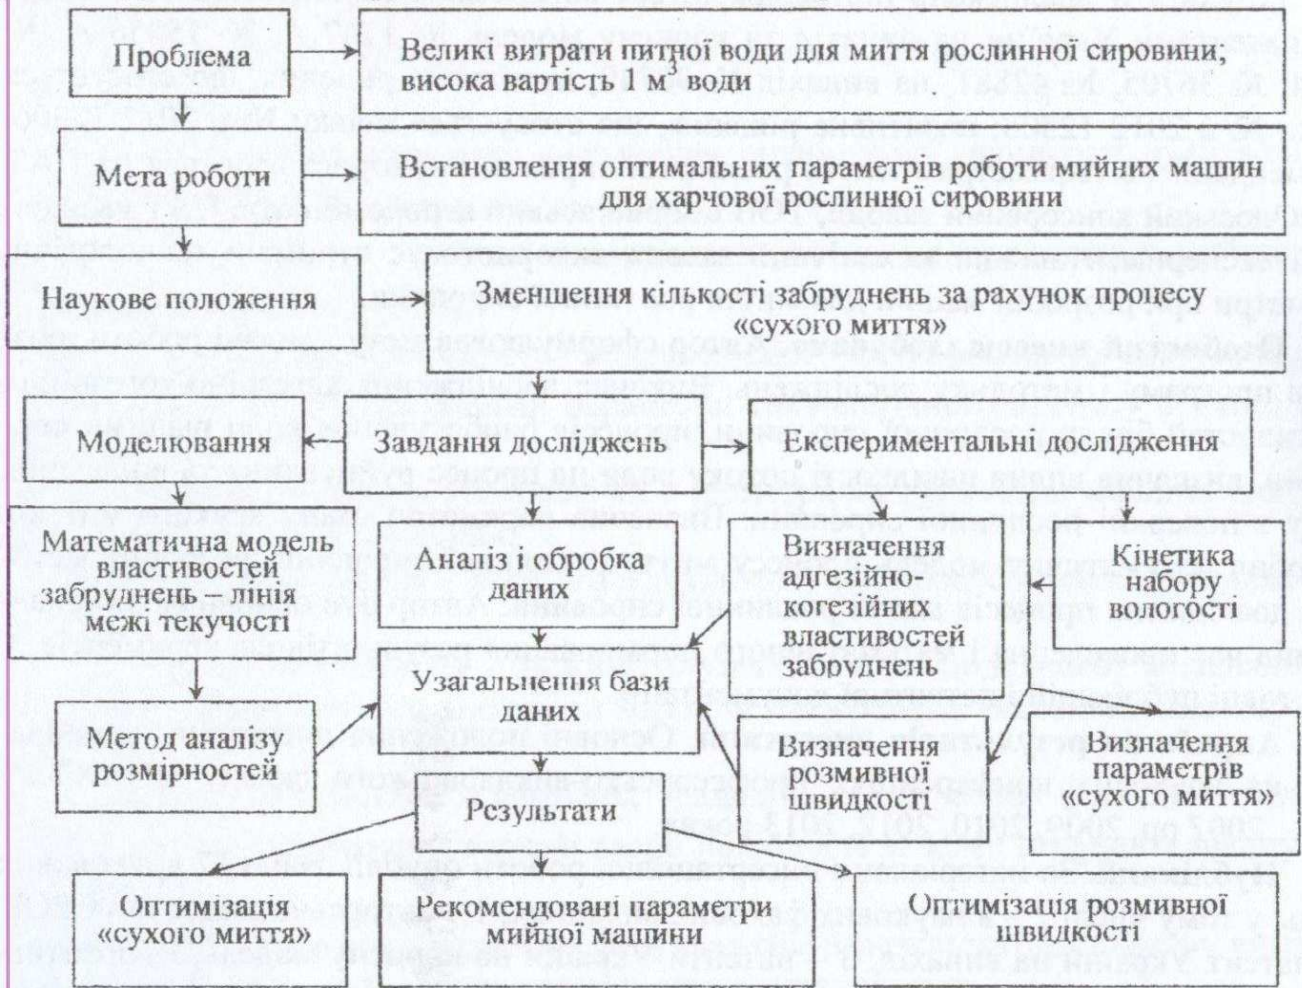 Проблема
Великі витрати питної води для миття рослинної сировини;
висока вартість 1 м³ води
Мета роботи
Встановлення оптимальних параметрів роботи мийних машин
для харчової рослинної сировини
Наукове положення
Зменшення кількості забруднень за рахунок процесу
«сухого миття»
Моделювання
Завдання досліджень
Експериментальні дослідження
Математична модель
властивостей
забруднень – лінія
межі текучості
Аналіз і обробка
даних
Визначення
адгезійно-
когезійних
властивостей
забруднень
Кінетика
набору
вологості
Метод аналізу
розмірностей
Узагальнення бази
даних
Визначення
розмивної
швидкості
Визначення
параметрів
«сухого миття»
Результати
Оптимізація
«сухого миття»
Рекомендовані параметри
мийної машини
Оптимізація розмивної
швидкості